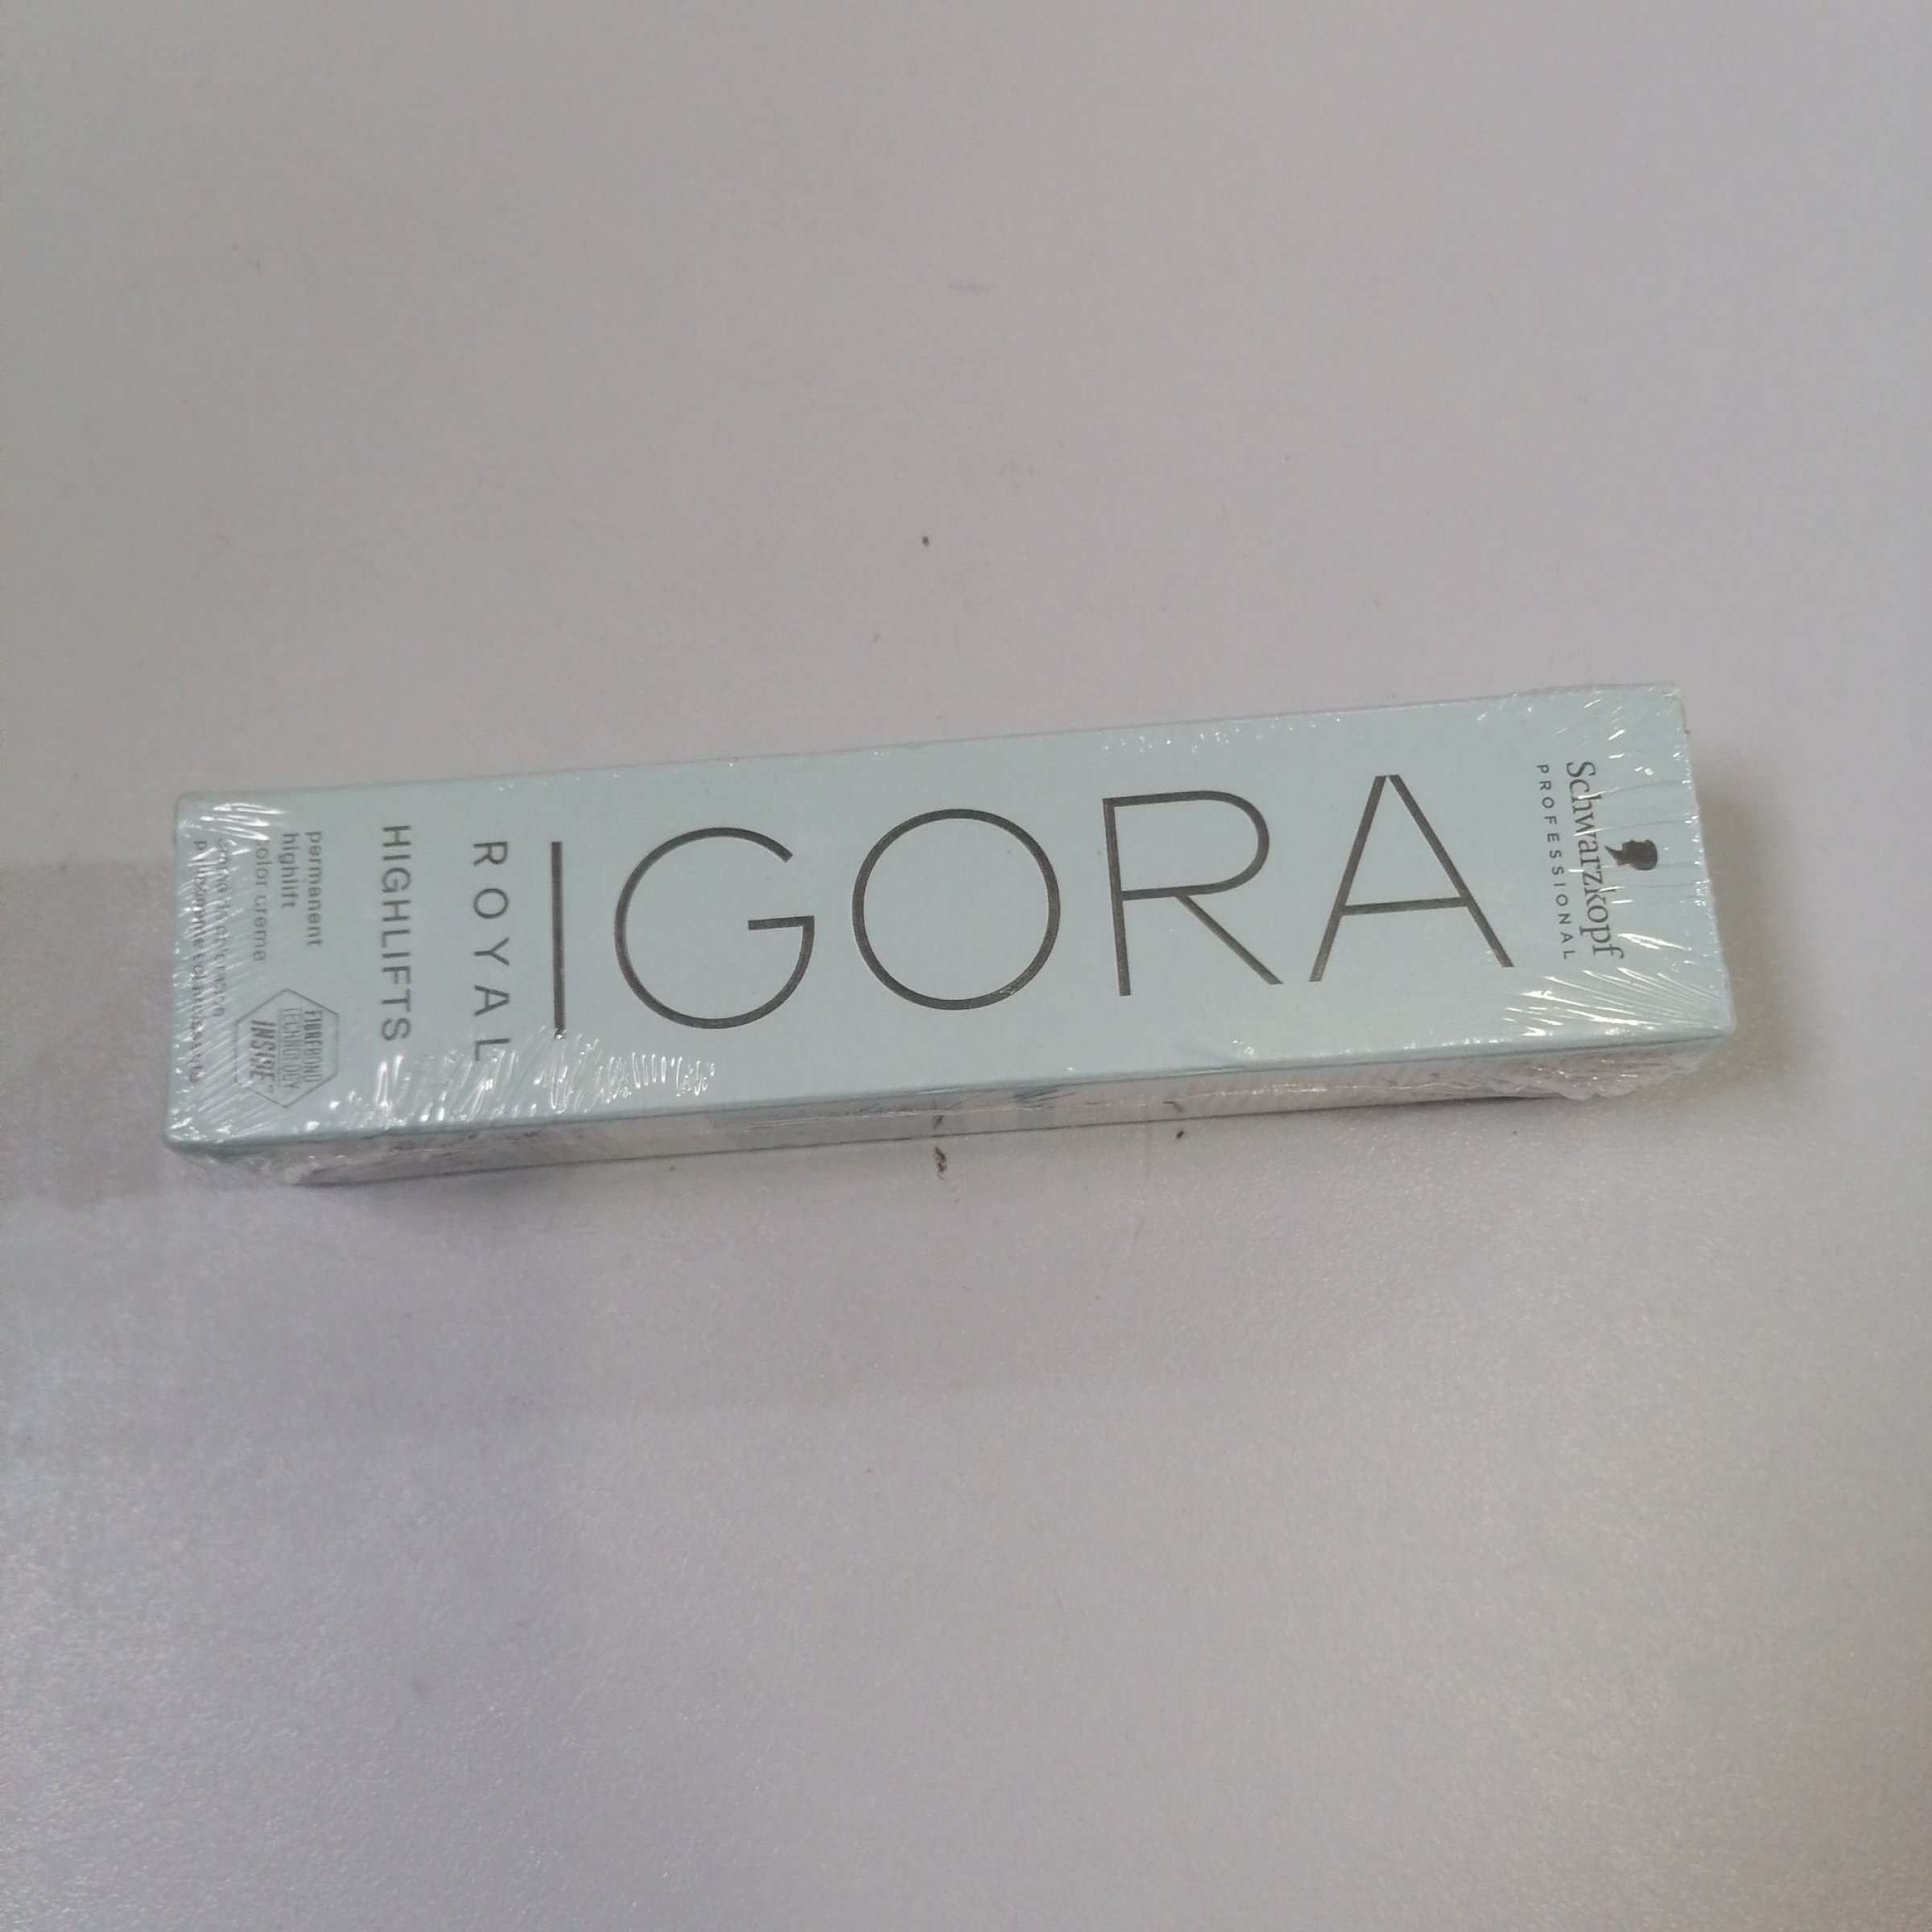 Schwarzkopf
PROFESSIONAL
IGORA
ROYAL
HIGHLIFTS
permanent
highlift
color creme
FIBREBOND
TECHNOLOGY
INSIDE